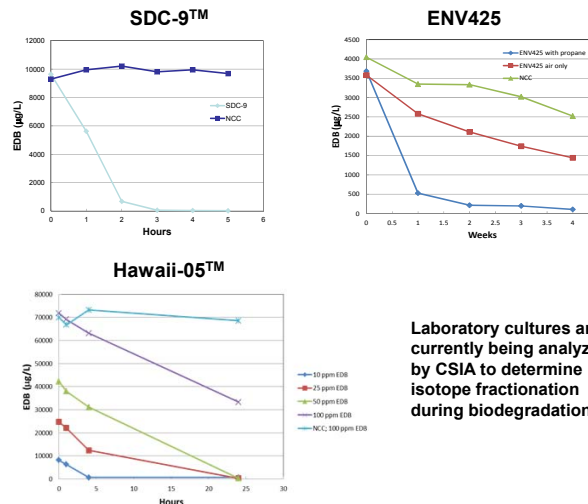 SDC-9™
12000
10000
8000
6000
4000
2000
0
EDB (µg/L)
SDC-9
NCC
0 1 2 3 4 5 6
Hours
ENV425
4500
4000
3500
3000
2500
2000
1500
1000
500
0
EDB (µg/L)
ENV425 with propane
ENV425 air only
NCC
0 0.5 1 1.5 2 2.5 3 3.5 4
Weeks
Hawaii-05™
80000
70000
60000
50000
40000
30000
20000
10000
0
EDB (ug/L)
10 ppm EDB
25 ppm EDB
50 ppm EDB
100 ppm EDB
NCC; 100 ppm EDB
0 5 10 15 20 25 30
Hours
Laboratory cultures ar
currently being analyz
by CSIA to determine
isotope fractionation
during biodegradation